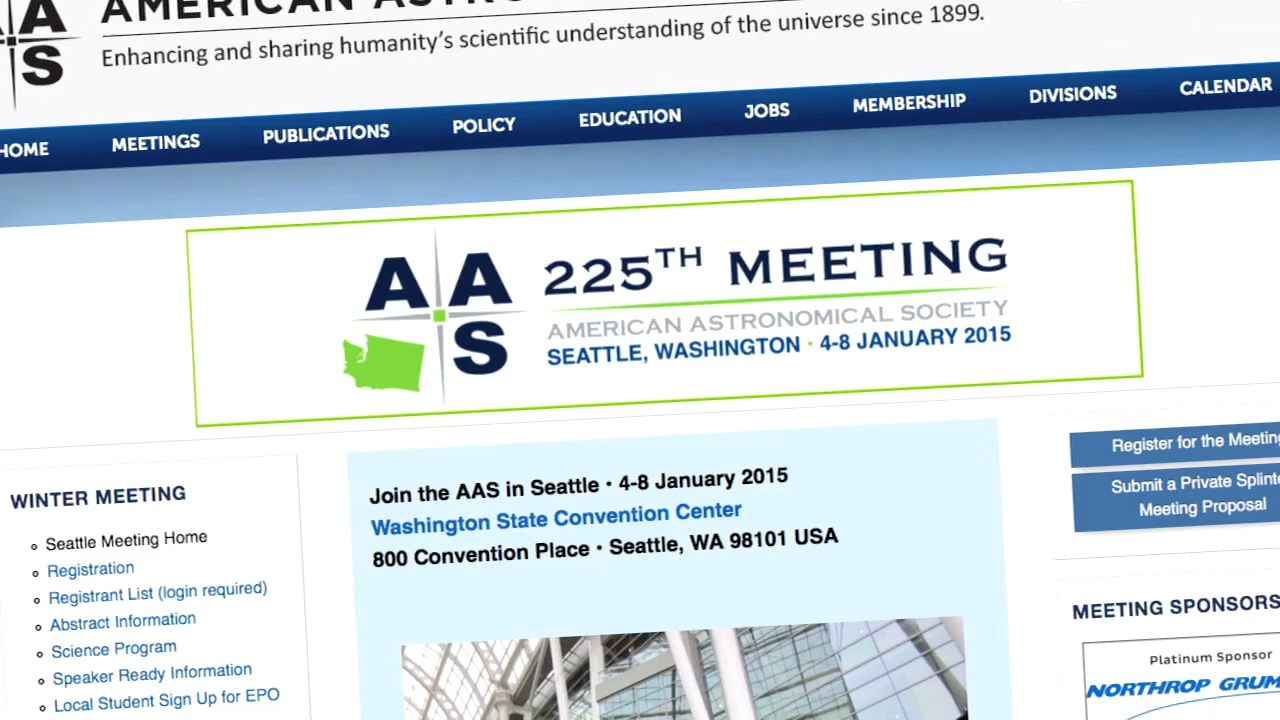 AMERICAN
A
S
Enhancing and sharing humanity's scientific understanding of the universe since 1899.
HOME
MEETINGS
PUBLICATIONS
POLICY
EDUCATION
JOBS
MEMBERSHIP
DIVISIONS
CALENDAR
A A
S
225TH MEETING
AMERICAN ASTRONOMICAL SOCIETY
SEATTLE, WASHINGTON · 4-8 JANUARY 2015
WINTER MEETING
Seattle Meeting Home
Registration
Registrant List (login required)
Abstract Information
Science Program
Speaker Ready Information
Local Student Sign Up for EPO
Join the AAS in Seattle • 4-8 January 2015
Washington State Convention Center
800 Convention Place • Seattle, WA 98101 USA
Register for the Meeting
Submit a Private Splinter
Meeting Proposal
MEETING SPONSORS
Platinum Sponsor
NORTHROP